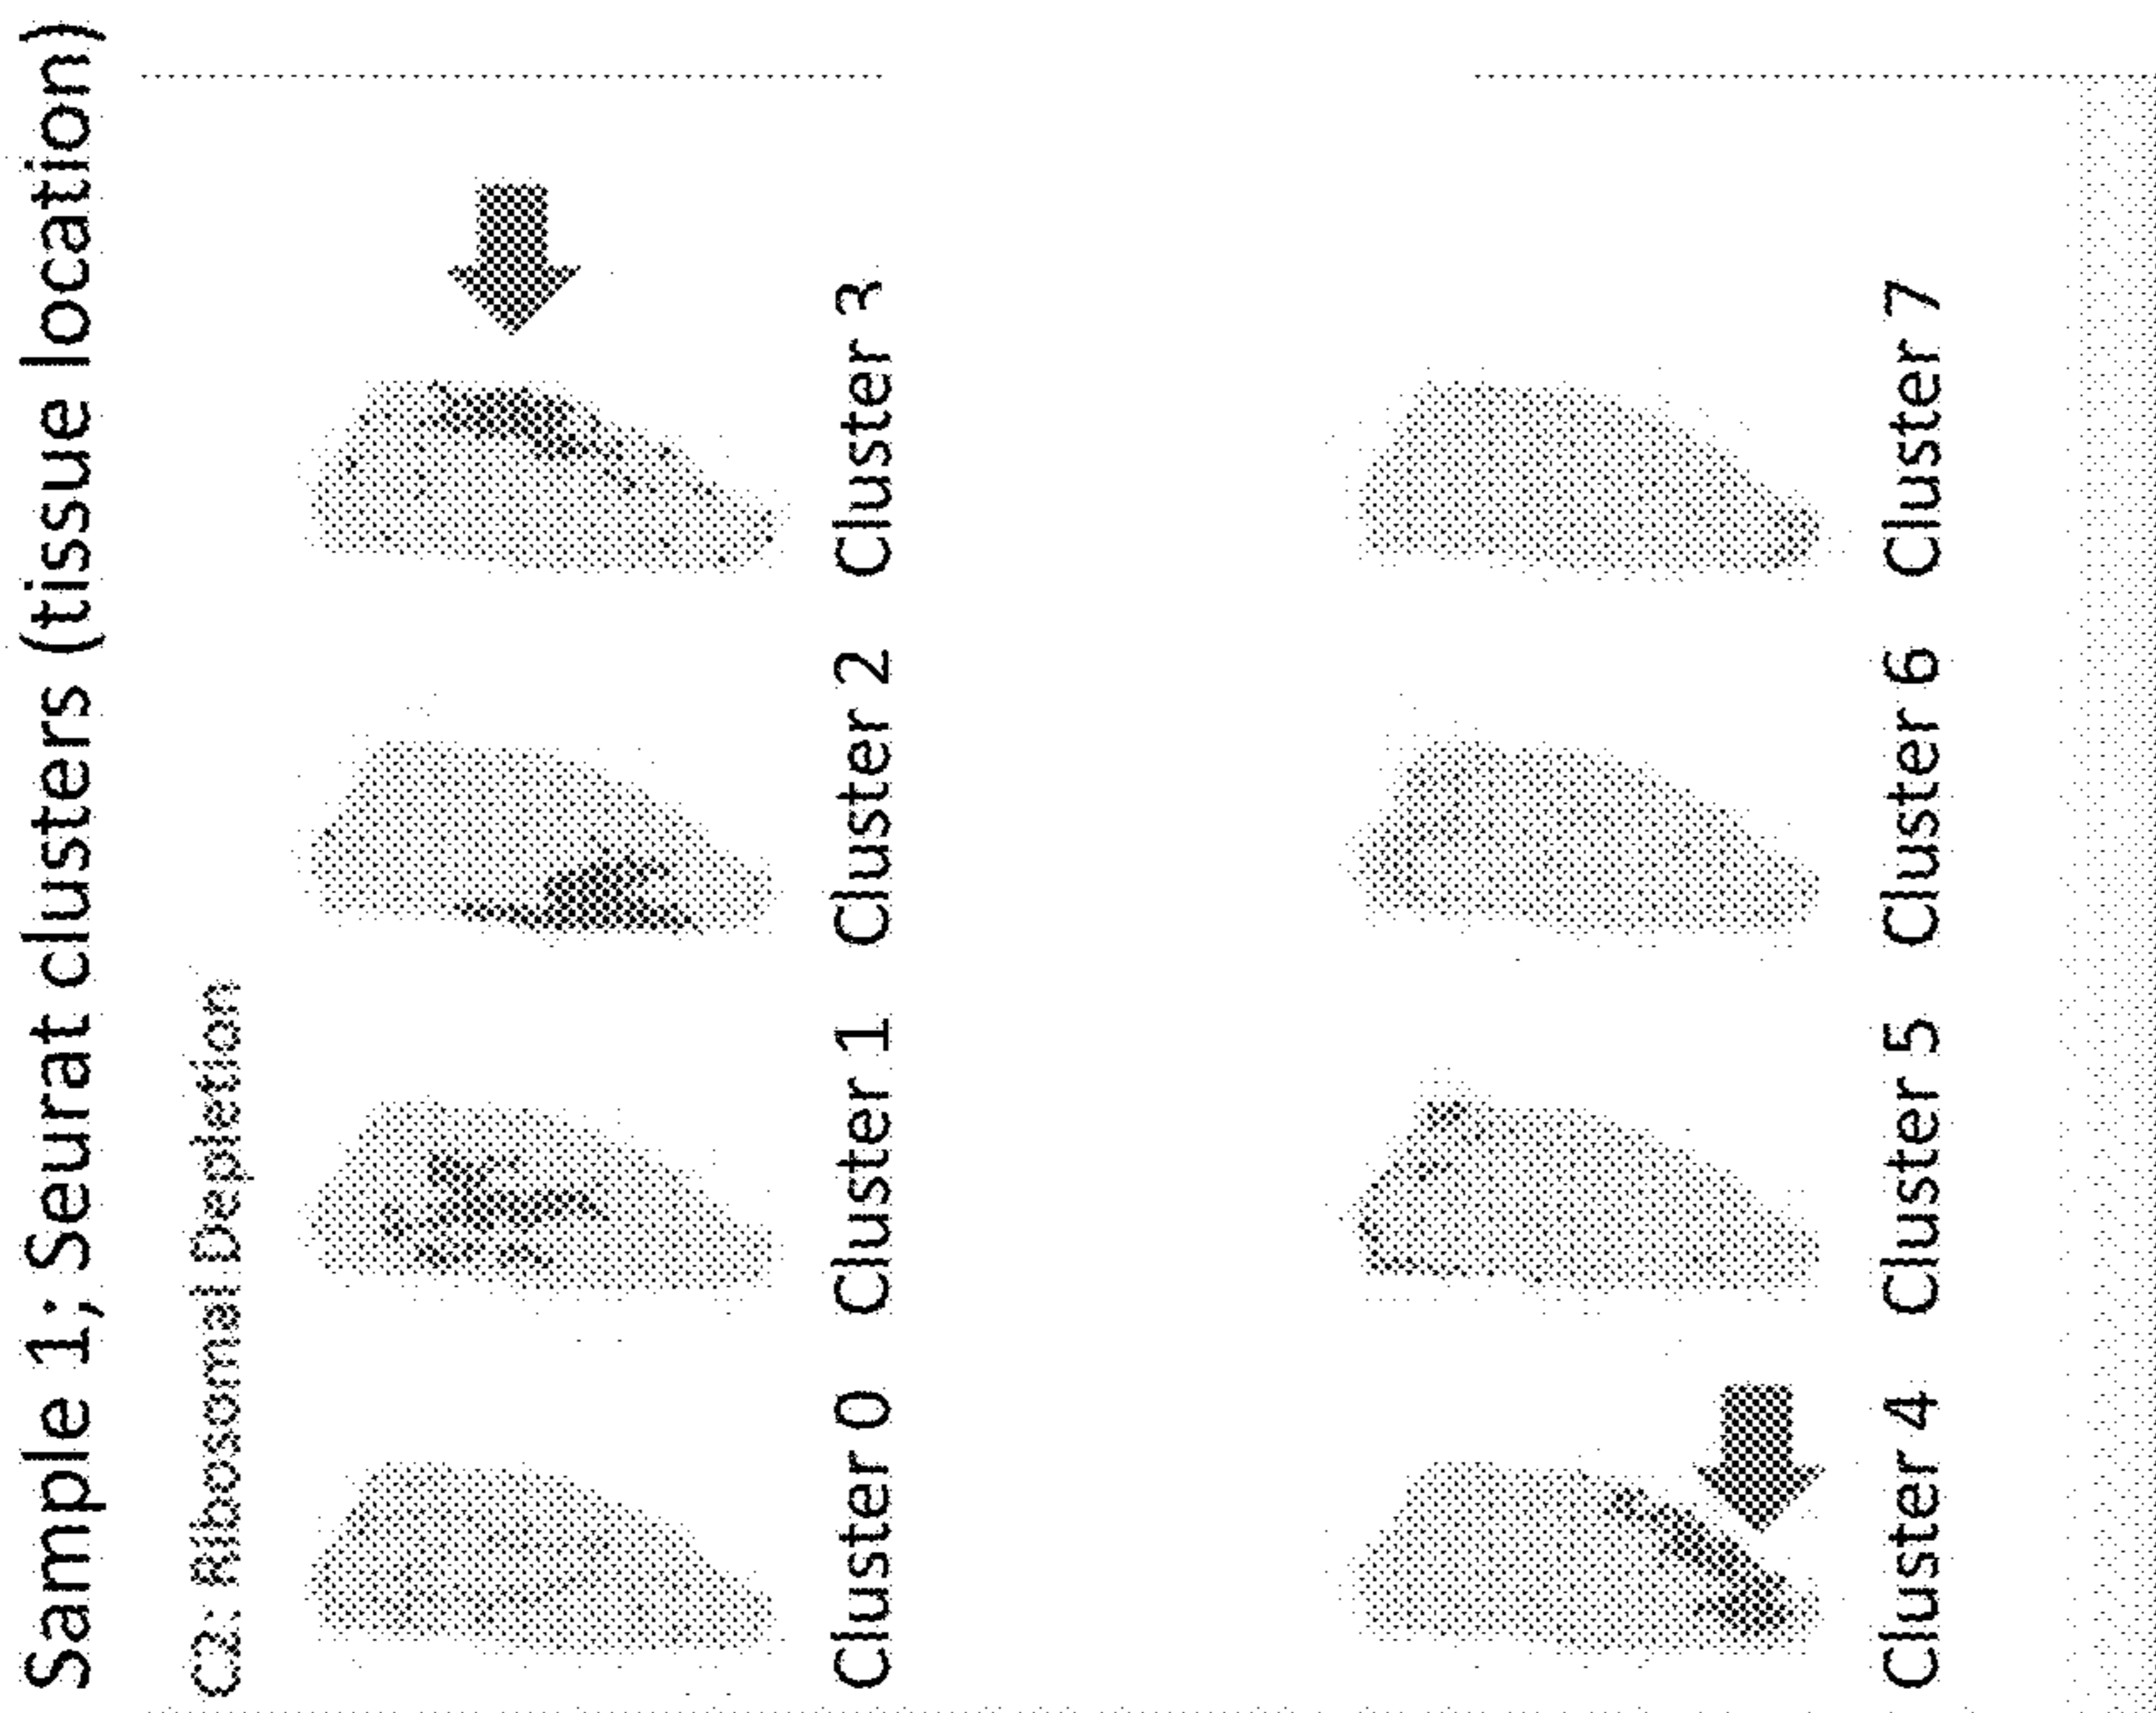 Sample 1; Seurat clusters (tissue location)
C2: Ribosomal Depletion
Cluster 0 Cluster 1 Cluster 2 Cluster 3
Cluster 4 Cluster 5 Cluster 6 Cluster 7